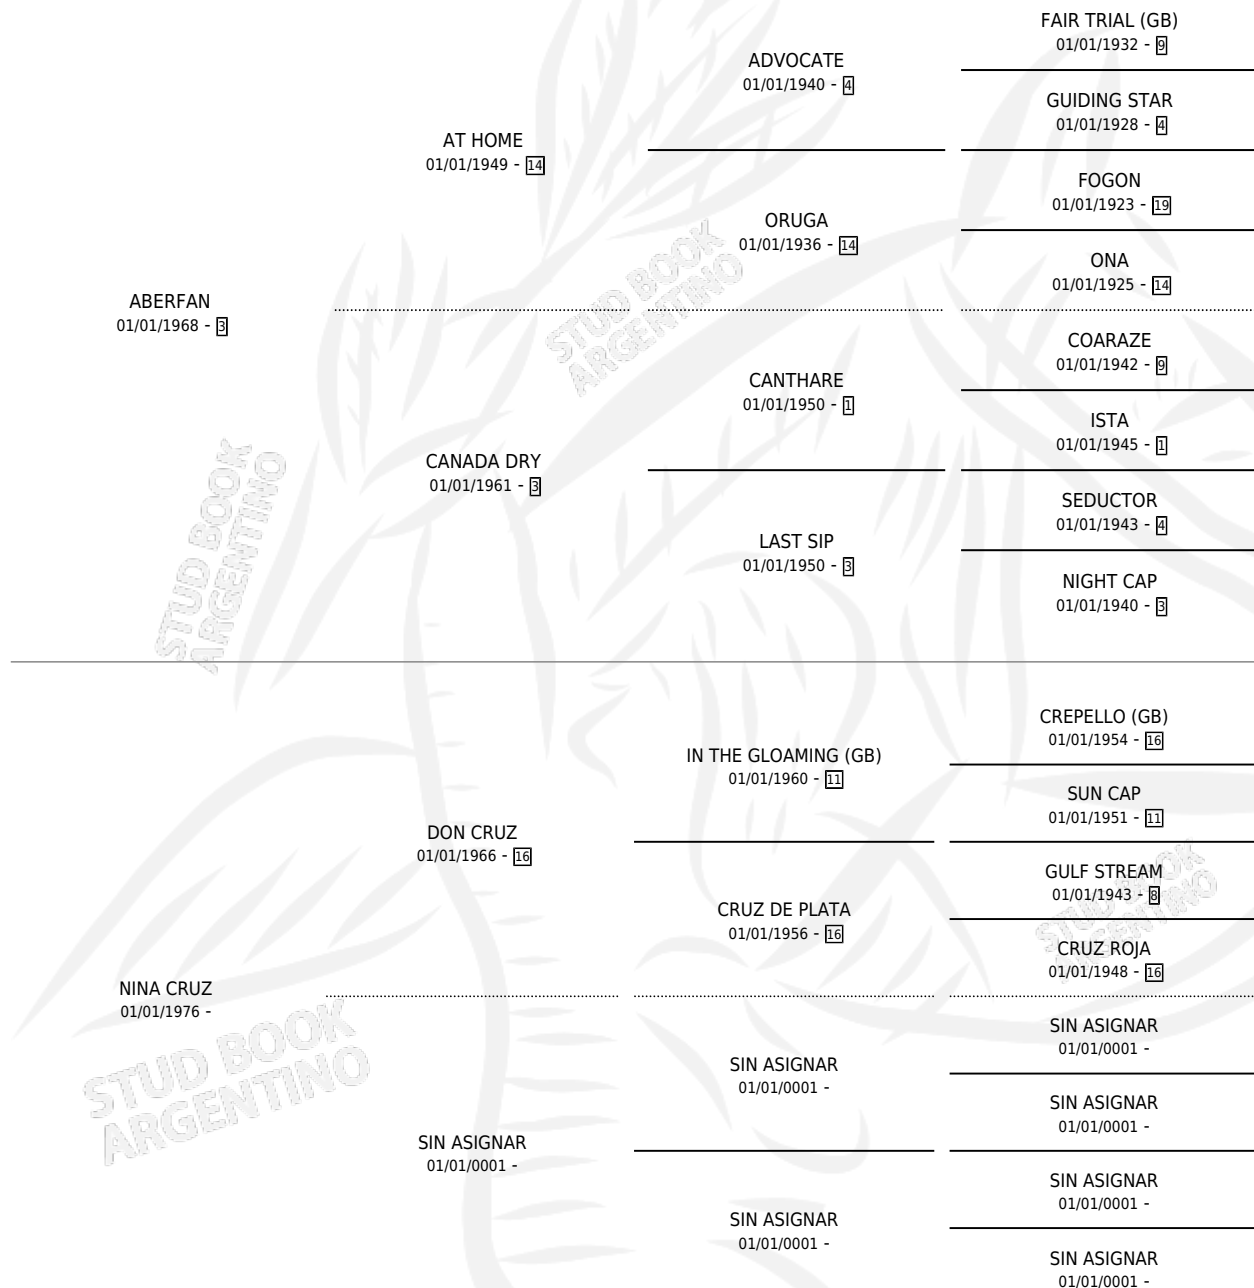 FAIR TRIAL (GB)
01/01/1932 - 9
ADVOCATE
01/01/1940 - 4
GUIDING STAR
01/01/1928 - 4
AT HOME
01/01/1949 - 14
FOGON
01/01/1923 - 19
ORUGA
01/01/1936 - 14
ONA
01/01/1925 - 14
ABERFAN
01/01/1968 - 3
COARAZE
01/01/1942 - 9
CANTHARE
01/01/1950 - 1
ISTA
01/01/1945 - 1
CANADA DRY
01/01/1961 - 3
SEDUCTOR
01/01/1943 - 4
LAST SIP
01/01/1950 - 3
NIGHT CAP
01/01/1940 - 3
STUD BOOK
ARGENTINO
STUD BOOK
ARGENTINO
CREPELLO (GB)
01/01/1954 - 16
IN THE GLOAMING (GB)
01/01/1960 - 11
SUN CAP
01/01/1951 - 11
DON CRUZ
01/01/1966 - 16
GULF STREAM
01/01/1943 - 8
CRUZ DE PLATA
01/01/1956 - 16
CRUZ ROJA
01/01/1948 - 16
STUD BOOK
ARGENTINO
NINA CRUZ
01/01/1976 -
SIN ASIGNAR
01/01/0001 -
SIN ASIGNAR
01/01/0001 -
SIN ASIGNAR
01/01/0001 -
SIN ASIGNAR
01/01/0001 -
SIN ASIGNAR
01/01/0001 -
SIN ASIGNAR
01/01/0001 -
SIN ASIGNAR
01/01/0001 -
STUD BOOK
ARGENTINO